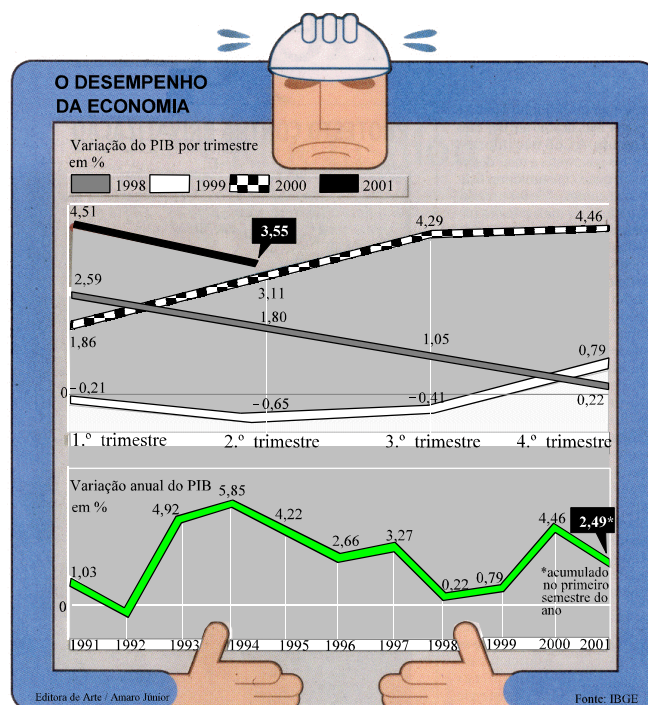 O DESEMPENHO
DA ECONOMIA
Variação do PIB por trimestre
em %
1998 1999 2000 2001
4,51
3,55
4,29
4,46
2,59
3,11
1,86
1,80
1,05
0,79
0
-0,21
-0,65
-0,41
0,22
1.º trimestre 2.º trimestre 3.º trimestre 4.º trimestre
Variação anual do PIB
em %
5,85
4,92
4,22
4,46
2,49*
2,66
3,27
1,03
0,22
0,79
*acumulado
no primeiro
semestre do
ano
0
1991 1992 1993 1994 1995 1996 1997 1998 1999 2000 2001
Editora de Arte / Amaro Júnior
Fonte: IBGE